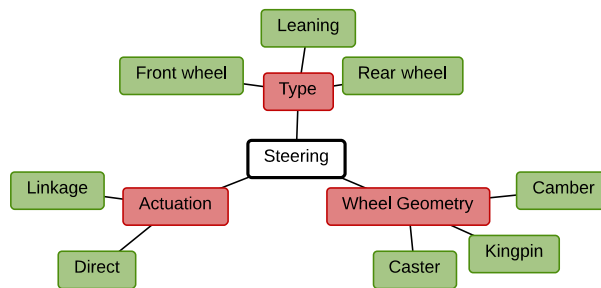 Leaning
Front wheel
Rear wheel
Type
Steering
Linkage
Actuation
Wheel Geometry
Camber
Direct
Caster
Kingpin